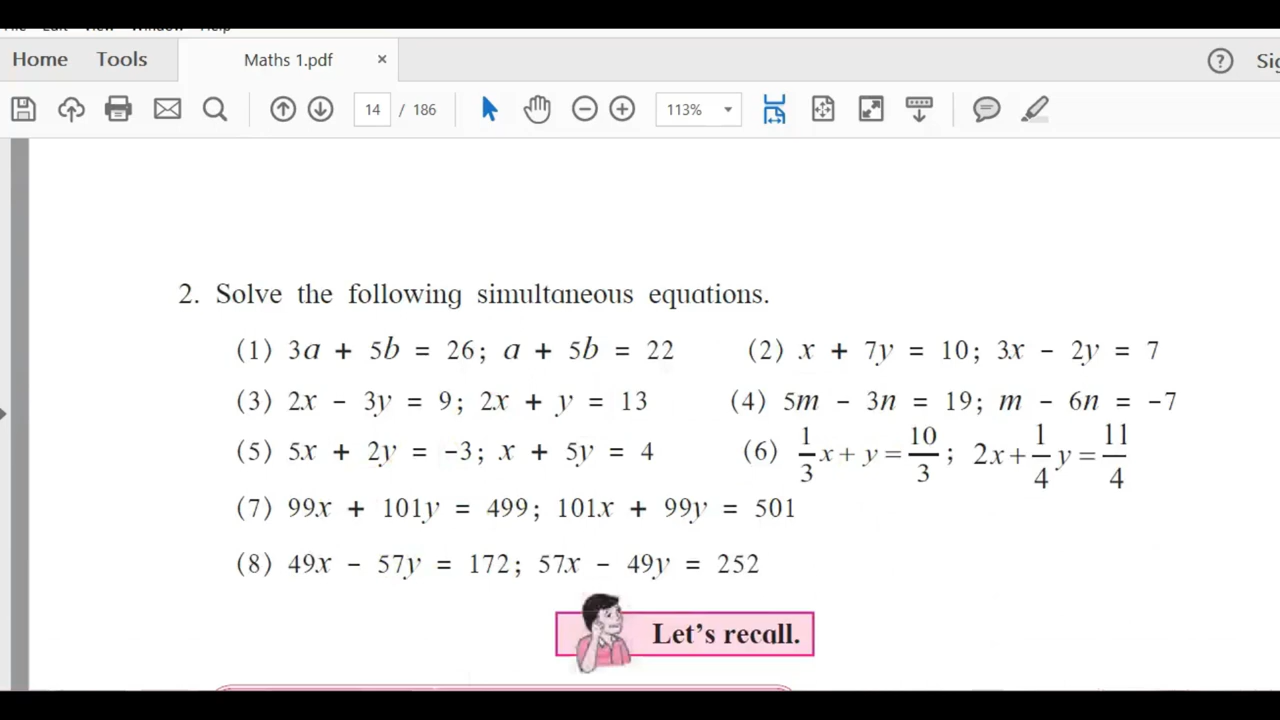 Home Tools Maths 1.pdf × ? Sig
14 / 186 113%
2. Solve the following simultaneous equations.
(1) 3a + 5b = 26; a + 5b = 22 (2) x + 7y = 10; 3x - 2y = 7
(3) 2x - 3y = 9; 2x + y = 13 (4) 5m - 3n = 19; m - 6n = -7
(5) 5x + 2y = -3; x + 5y = 4 (6) 1/3 x + y = 10/3; 2x + 1/4 y = 11/4
(7) 99x + 101y = 499; 101x + 99y = 501
(8) 49x - 57y = 172; 57x - 49y = 252
Let's recall.